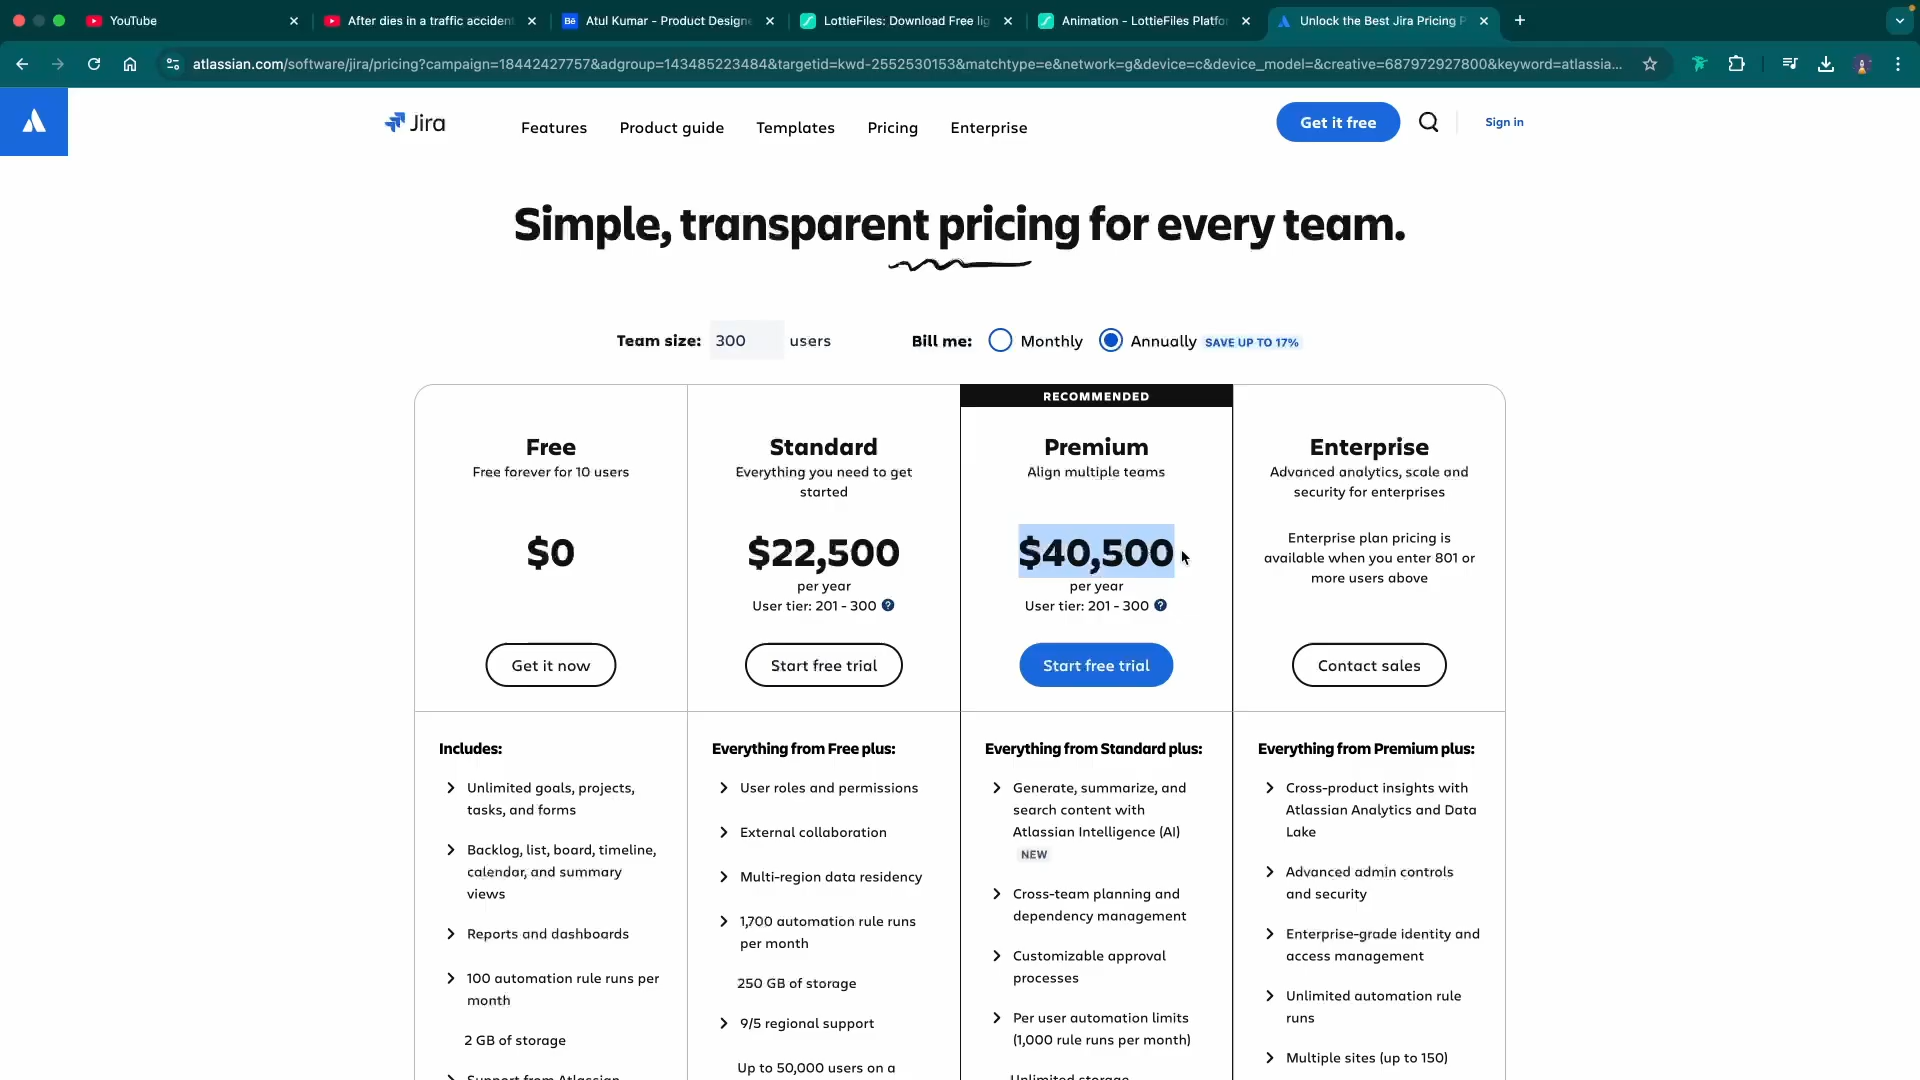 YouTube
After dies in a traffic accident
Atul Kumar - Product Designe
LottieFiles: Download Free lig
Animation - LottieFiles Platfor
Unlock the Best Jira Pricing P
atlassian.com/software/jira/pricing?campaign=18442427757&adgroup=143485223484&targetid=kwd-2552530153&matchtype=e&network=g&device=c&device_model=&creative=687972927800&keyword=atlassia...
Jira
Features
Product guide
Templates
Pricing
Enterprise
Get it free
Sign in
Simple, transparent pricing for every team.
Team size: 300 users
Bill me: Monthly Annually SAVE UP TO 17%
RECOMMENDED
Free
Free forever for 10 users
$0
Get it now
Includes:
Unlimited goals, projects,
tasks, and forms
Backlog, list, board, timeline,
calendar, and summary
views
Reports and dashboards
100 automation rule runs per
month
2 GB of storage
Support from Atlassian
Standard
Everything you need to get
started
$22,500
per year
User tier: 201 - 300
Start free trial
Everything from Free plus:
User roles and permissions
External collaboration
Multi-region data residency
1,700 automation rule runs
per month
250 GB of storage
9/5 regional support
Up to 50,000 users on a
Premium
Align multiple teams
$40,500
per year
User tier: 201 - 300
Start free trial
Everything from Standard plus:
Generate, summarize, and
search content with
Atlassian Intelligence (AI)
NEW
Cross-team planning and
dependency management
Customizable approval
processes
Per user automation limits
(1,000 rule runs per month)
Unlimited storage
Enterprise
Advanced analytics, scale and
security for enterprises
Enterprise plan pricing is
available when you enter 801 or
more users above
Contact sales
Everything from Premium plus:
Cross-product insights with
Atlassian Analytics and Data
Lake
Advanced admin controls
and security
Enterprise-grade identity and
access management
Unlimited automation rule
runs
Multiple sites (up to 150)